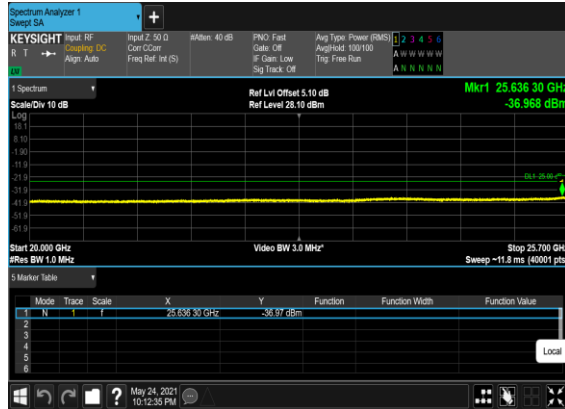 Spectrum Analyzer 1
Swept SA
+
KEYSIGHT
R T
Input: RF
Coupling: DC
Align: Auto
Input Z: 50 Ω
Corr CCorr
Freq Ref: Int (S)
#Atten: 40 dB
PNO: Fast
Gate: Off
IF Gain: Low
Sig Track: Off
Avg Type: Power (RMS)
Avg|Hold: 100/100
Trig: Free Run
1 2 3 4 5 6
A W W W W W
A N N N N N
1 Spectrum
Scale/Div 10 dB
Ref Lvl Offset 5.10 dB
Ref Level 28.10 dBm
Mkr1 25.636 30 GHz
-36.968 dBm
Log
18.1
8.10
-1.90
-11.9
-21.9
-31.9
-41.9
-51.9
-61.9
DL1 -25.00
Start 20.000 GHz
#Res BW 1.0 MHz
Video BW 3.0 MHz*
Stop 25.700 GHz
Sweep ~11.8 ms (40001 pts)
5 Marker Table
Mode Trace Scale X Y Function Function Width Function Value
1 N 1 f 25.636 30 GHz -36.97 dBm
2
3
4
5
6
Local
?
May 24, 2021
10:12:35 PM